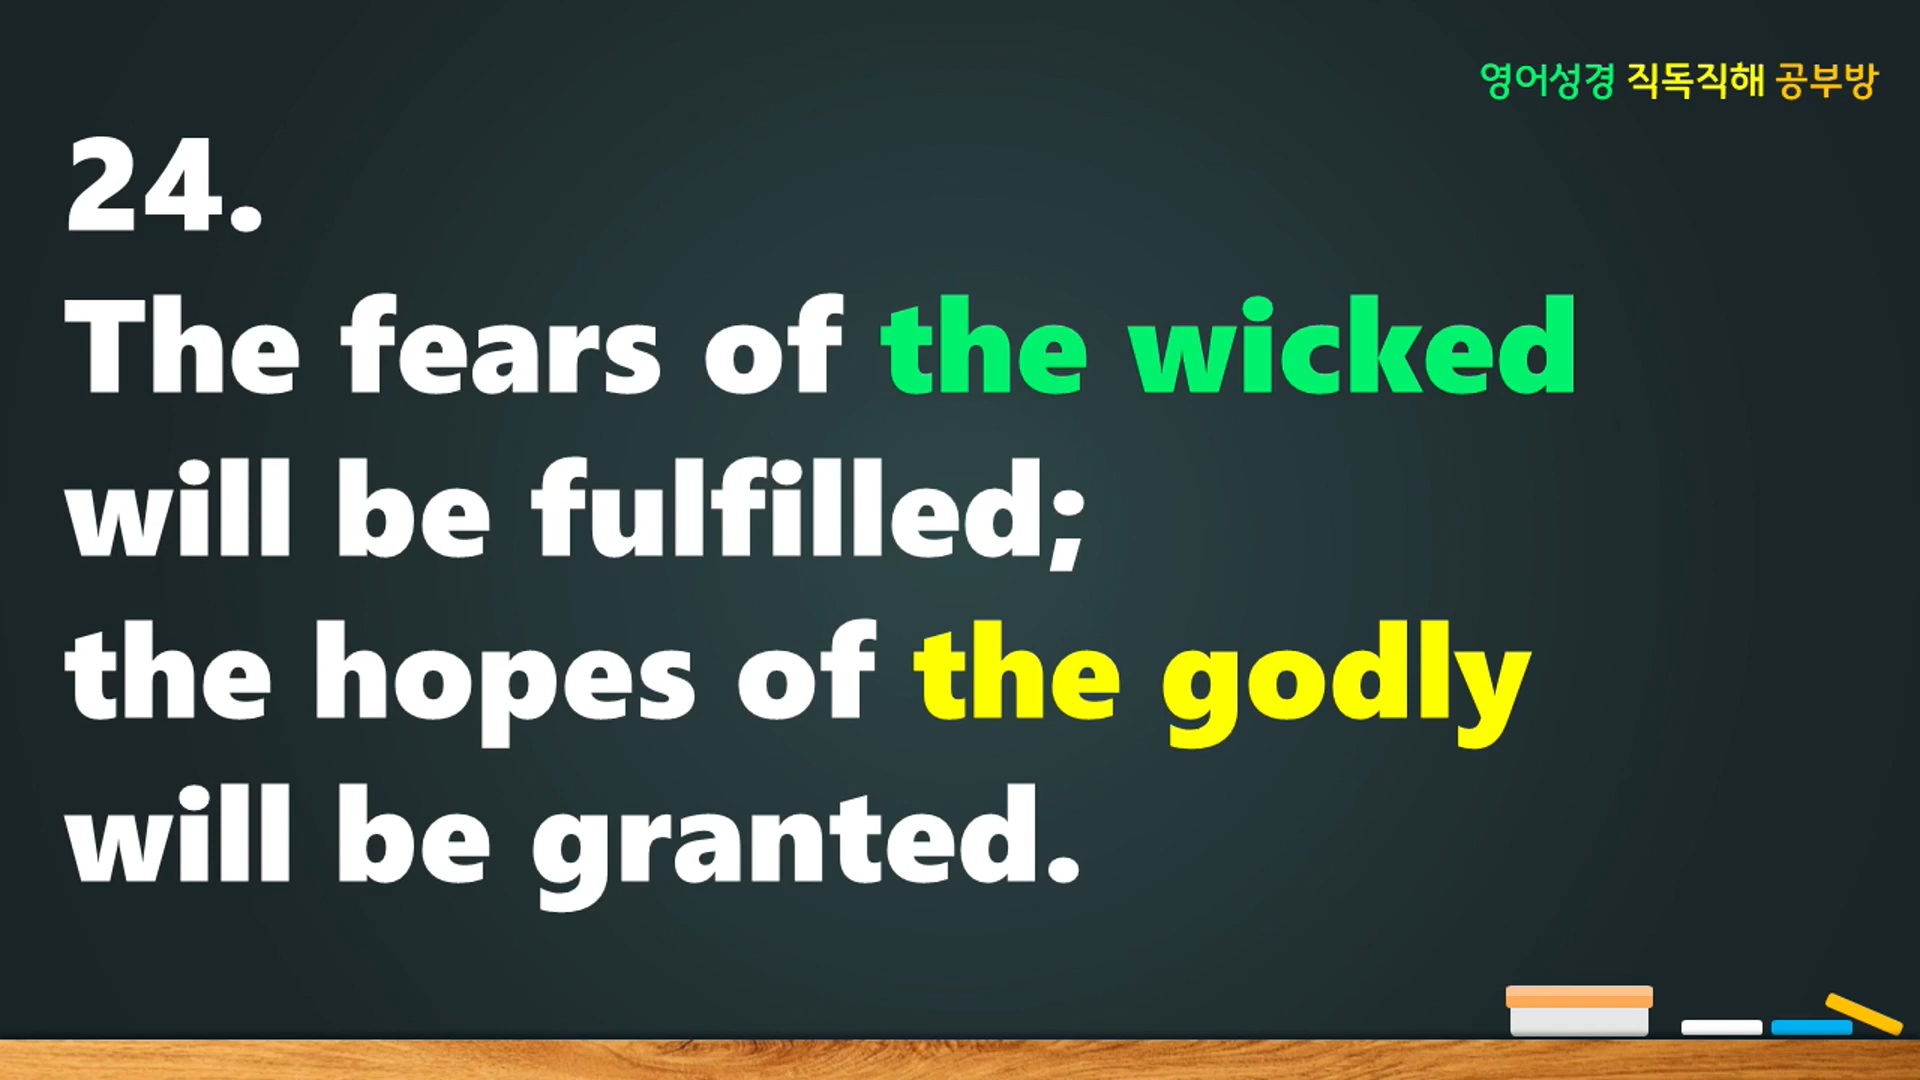 영어성경 직독직해 공부방
24.
The fears of the wicked
will be fulfilled;
the hopes of the godly
will be granted.